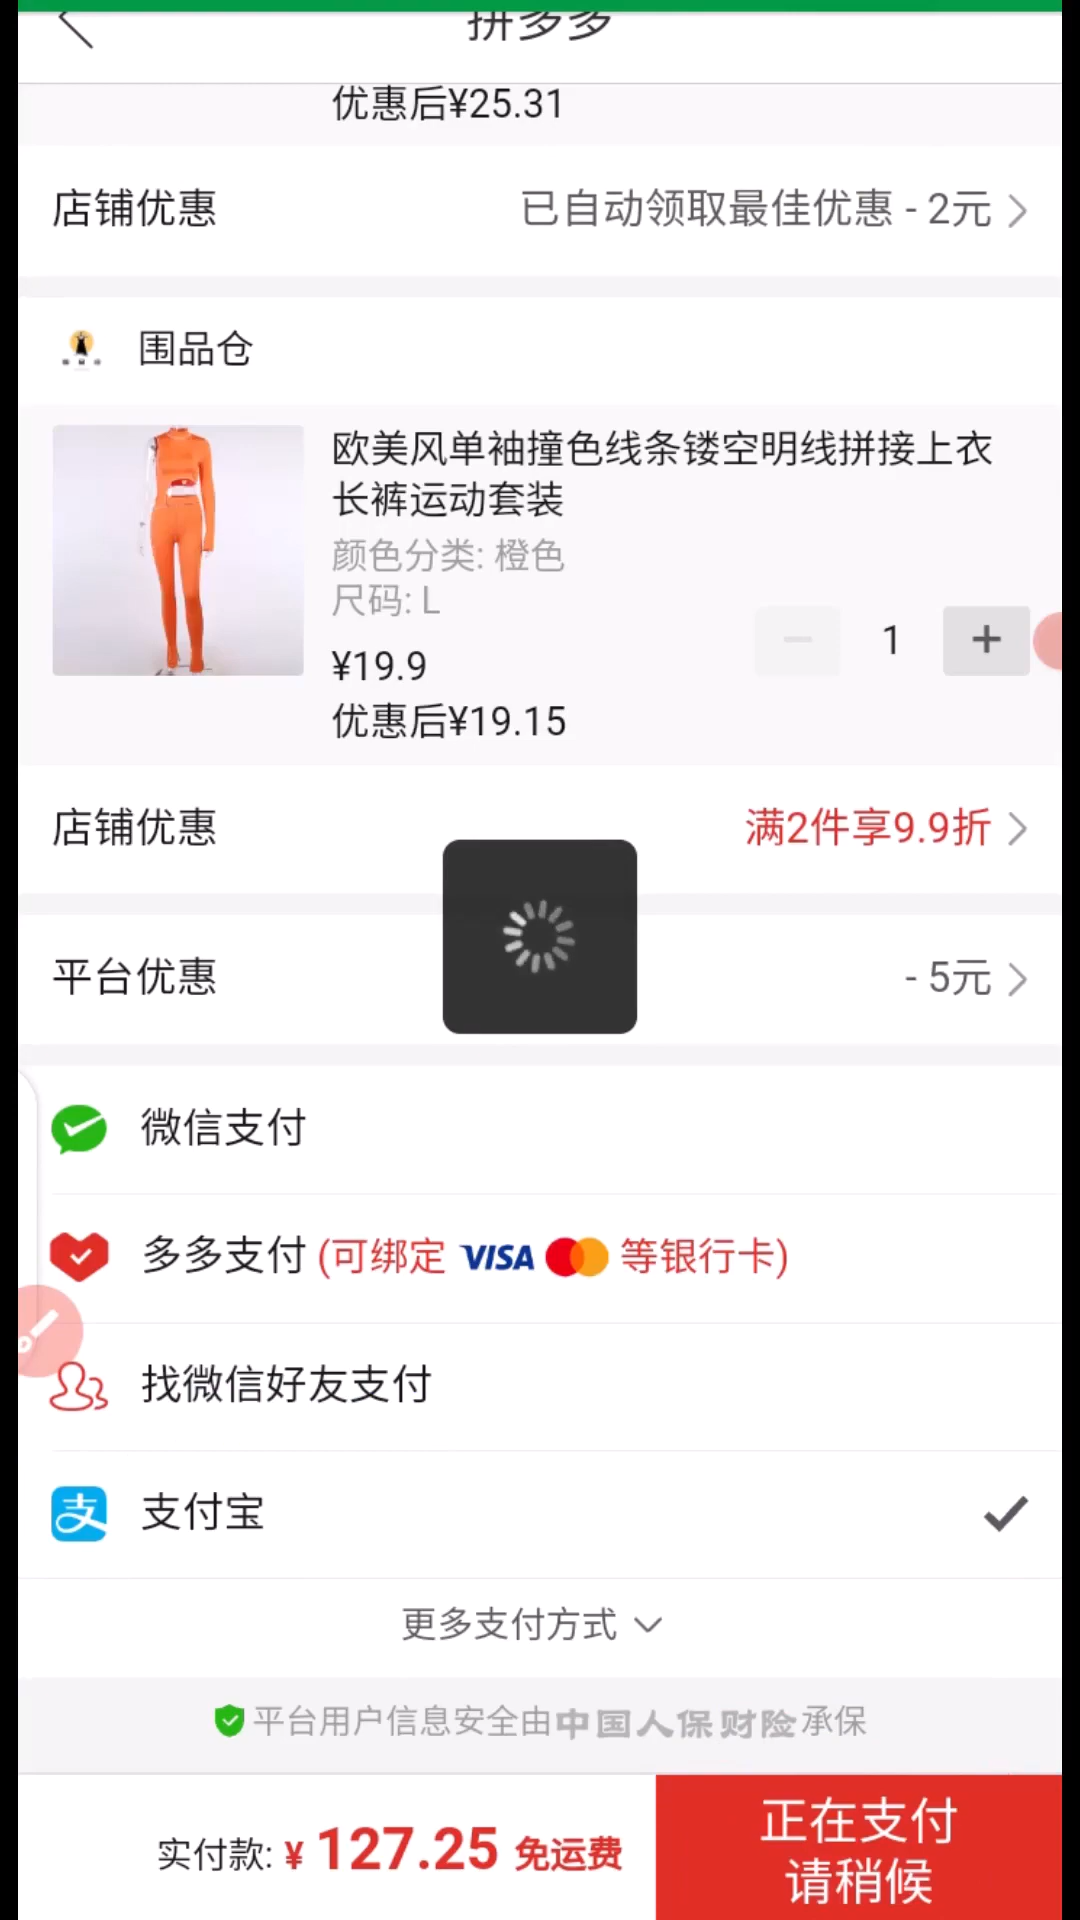 拼多多
优惠后¥25.31
店铺优惠
已自动领取最佳优惠 - 2元
围品仓
欧美风单袖撞色线条镂空明线拼接上衣
长裤运动套装
颜色分类: 橙色
尺码: L
1
¥19.9
优惠后¥19.15
店铺优惠
满2件享9.9折
平台优惠
- 5元
微信支付
多多支付 (可绑定 VISA 等银行卡)
找微信好友支付
支付宝
更多支付方式
平台用户信息安全由中国人保财险承保
实付款: ¥ 127.25 免运费
正在支付
请稍候